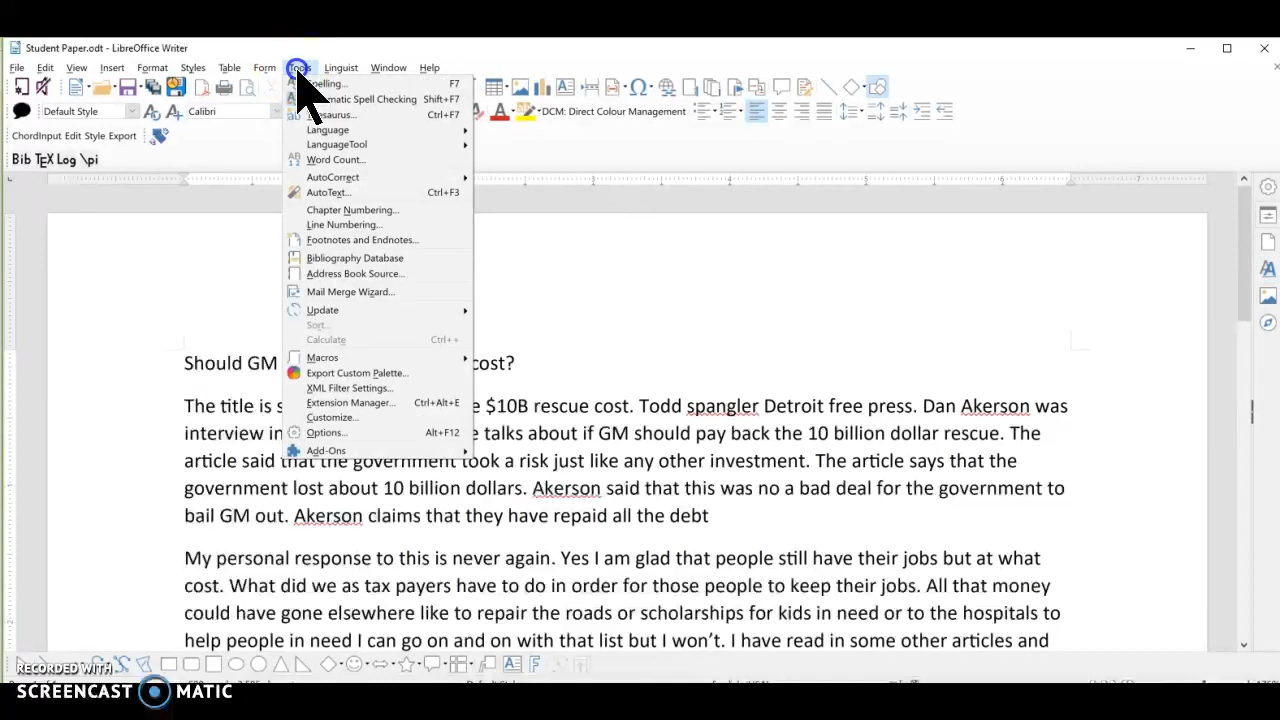 Student Paper.odt - LibreOffice Writer
File Edit View Insert Format Styles Table Form Tools Linguist Window Help
Default Style Calibri DCM: Direct Colour Management
ChordInput Edit Style Export
Bib TEX Log \pi
Spelling... F7
Automatic Spell Checking Shift+F7
Thesaurus... Ctrl+F7
Language
LanguageTool
Word Count...
AutoCorrect
AutoText... Ctrl+F3
Chapter Numbering...
Line Numbering...
Footnotes and Endnotes...
Bibliography Database
Address Book Source...
Mail Merge Wizard...
Update
Sort...
Calculate Ctrl++
Macros
Export Custom Palette...
XML Filter Settings...
Extension Manager... Ctrl+Alt+E
Customize...
Options... Alt+F12
Add-Ons
Should GM cost?
The title is s $10B rescue cost. Todd spangler Detroit free press. Dan Akerson was
interview in talks about if GM should pay back the 10 billion dollar rescue. The
article said that the government took a risk just like any other investment. The article says that the
government lost about 10 billion dollars. Akerson said that this was no a bad deal for the government to
bail GM out. Akerson claims that they have repaid all the debt
My personal response to this is never again. Yes I am glad that people still have their jobs but at what
cost. What did we as tax payers have to do in order for those people to keep their jobs. All that money
could have gone elsewhere like to repair the roads or scholarships for kids in need or to the hospitals to
help people in need I can go on and on with that list but I won't. I have read in some other articles and
RECORDED WITH
SCREENCAST MATIC